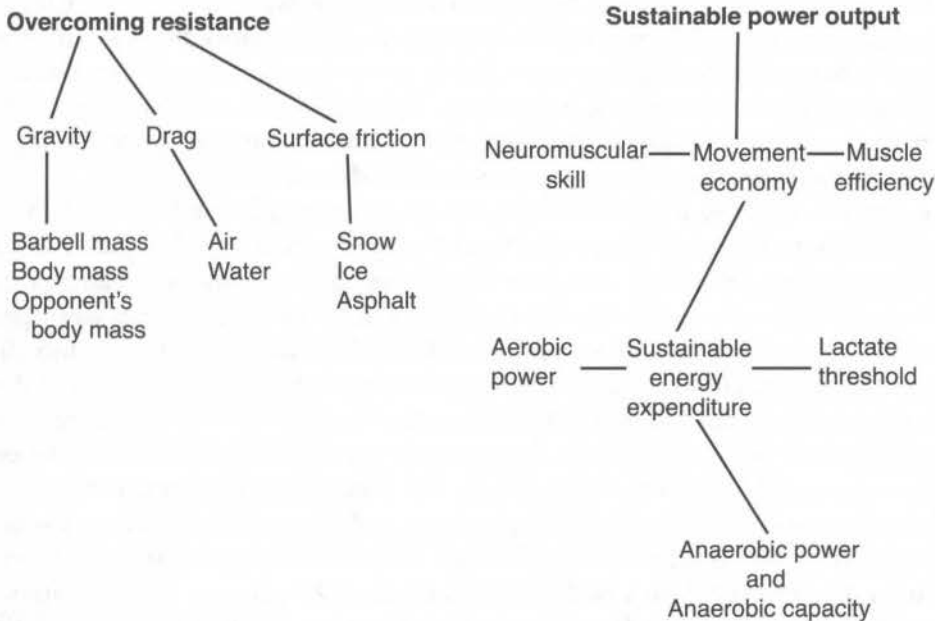 Overcoming resistance
Gravity
Drag
Surface friction
Barbell mass
Body mass
Opponent's
body mass
Air
Water
Snow
Ice
Asphalt
Sustainable power output
Neuromuscular
skill
Movement
economy
Muscle
efficiency
Aerobic
power
Sustainable
energy
expenditure
Lactate
threshold
Anaerobic power
and
Anaerobic capacity